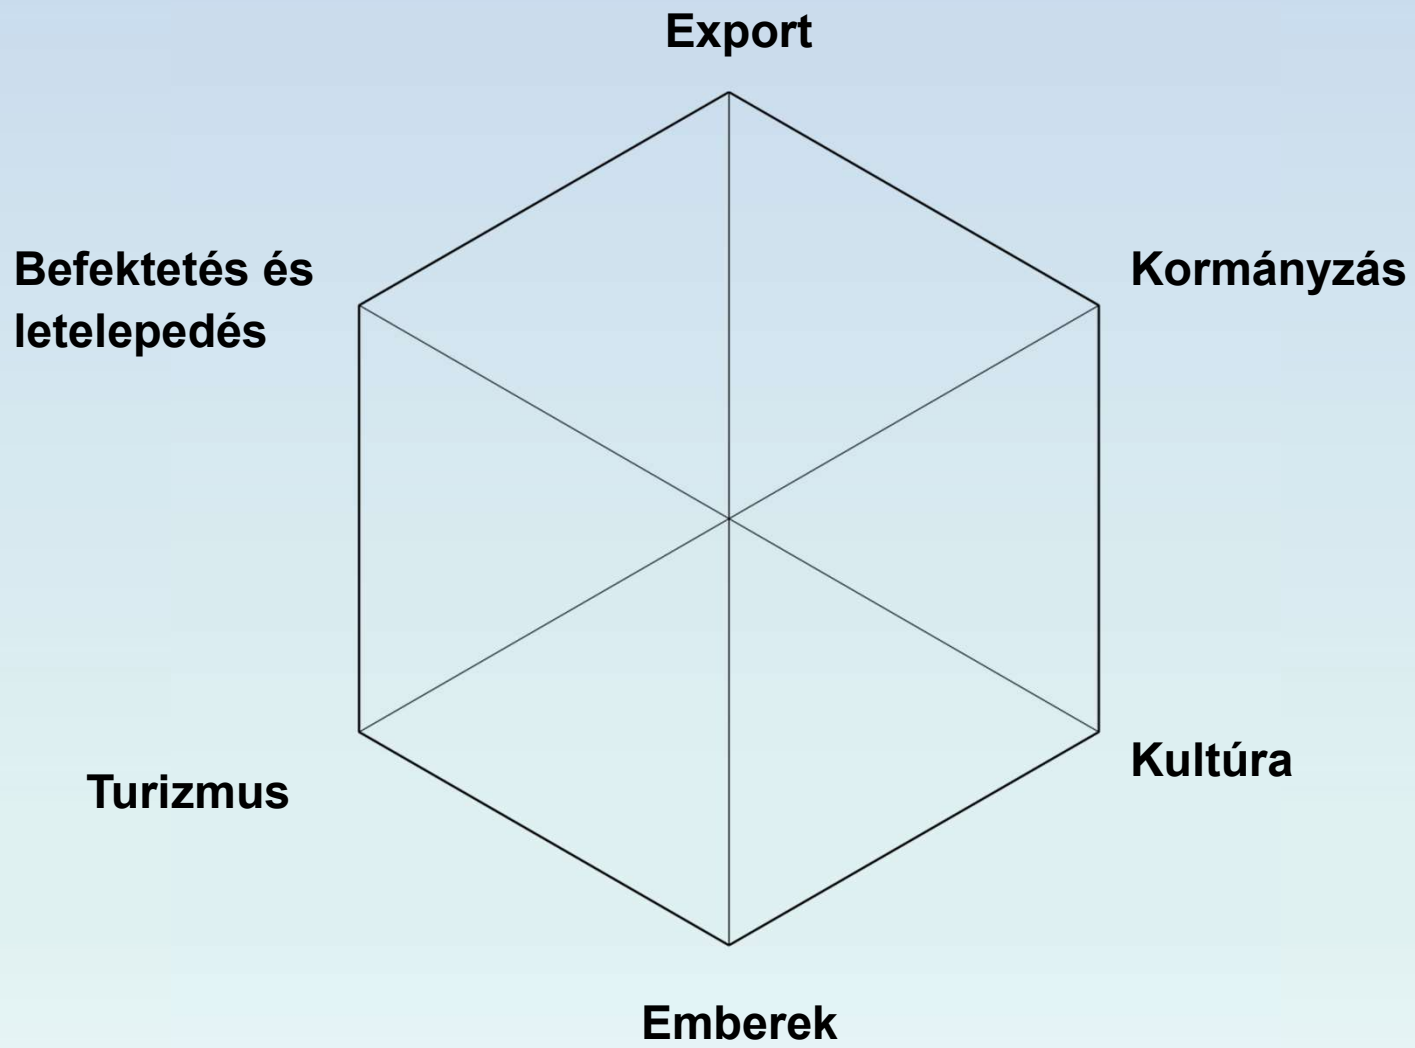 Export
Befektetés és
letelepedés
Kormányzás
Turizmus
Kultúra
Emberek